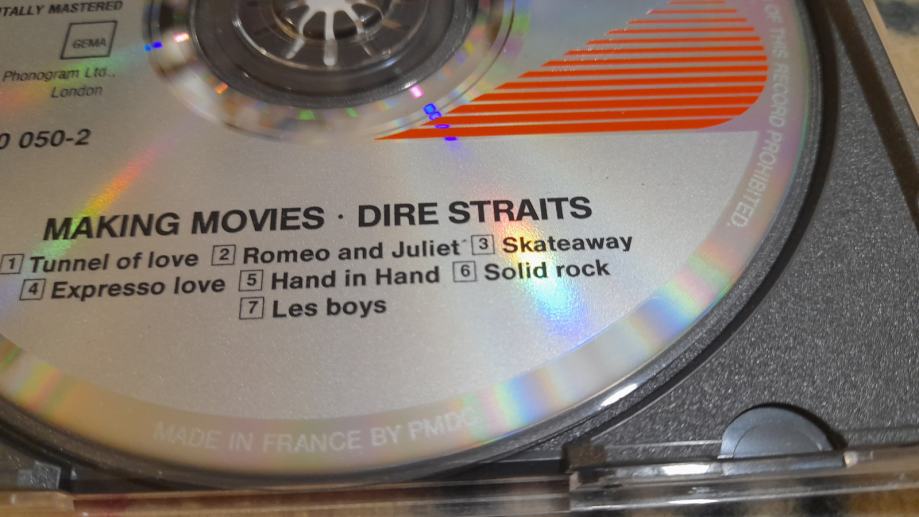 ITALLY MASTERED
GEMA
Phonogram Ltd.,
London
0 050-2
MAKING MOVIES · DIRE STRAITS
1 Tunnel of love 2 Romeo and Juliet 3 Skateaway
4 Expresso love 5 Hand in Hand 6 Solid rock
7 Les boys
OF THIS RECORD PROHIBITED.
MADE IN FRANCE BY PMDC